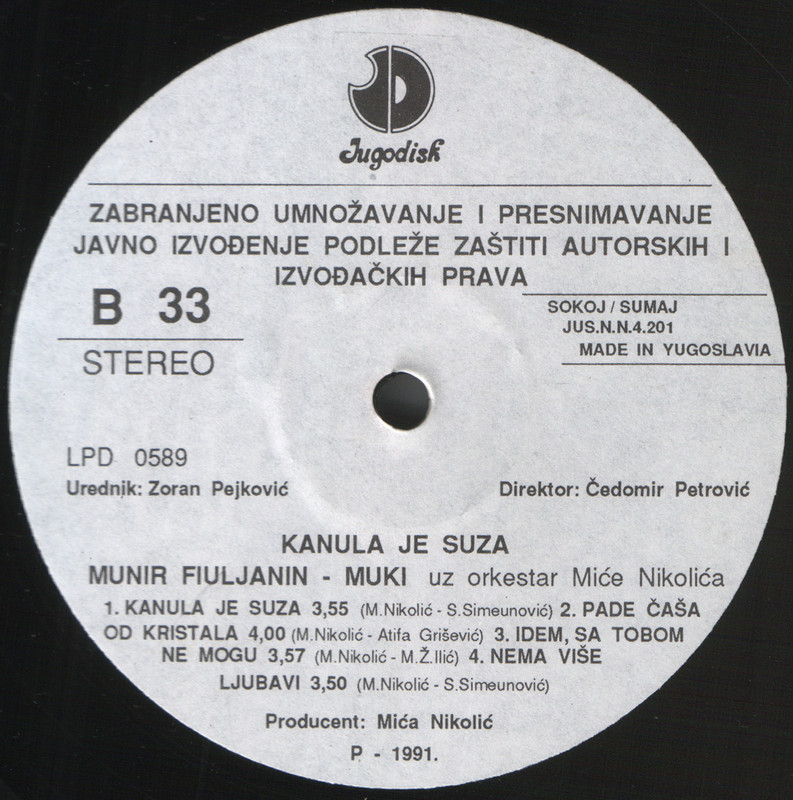 Jugodisk
ZABRANJENO UMNOŽAVANJE I PRESNIMAVANJE
JAVNO IZVOĐENJE PODLEŽE ZAŠTITI AUTORSKIH I
IZVOĐAČKIH PRAVA
B 33
STEREO
SOKOJ / SUMAJ
JUS.N.N.4.201
MADE IN YUGOSLAVIA
LPD 0589
Urednik: Zoran Pejković
Direktor: Čedomir Petrović
KANULA JE SUZA
MUNIR FIULJANIN - MUKI uz orkestar Miće Nikolića
1. KANULA JE SUZA 3,55 (M.Nikolić - S.Simeunović) 2. PADE ČAŠA
OD KRISTALA 4,00 (M.Nikolić - Atifa Grišević) 3. IDEM, SA TOBOM
NE MOGU 3,57 (M.Nikolić - M.Ž.Ilić) 4. NEMA VIŠE
LJUBAVI 3,50 (M.Nikolić - S.Simeunović)
Producent: Mića Nikolić
P - 1991.